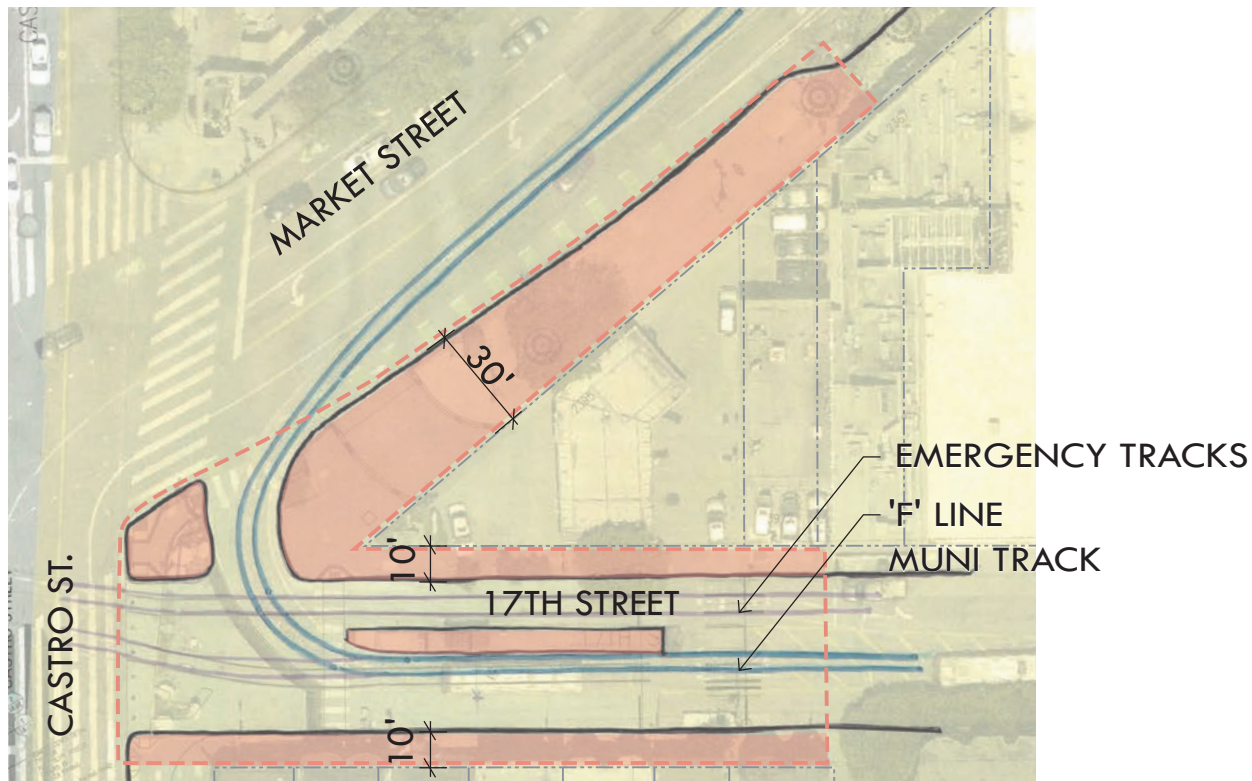 MARKET STREET
30'
EMERGENCY TRACKS
'F' LINE
MUNI TRACK
10'
17TH STREET
CASTRO ST.
10'